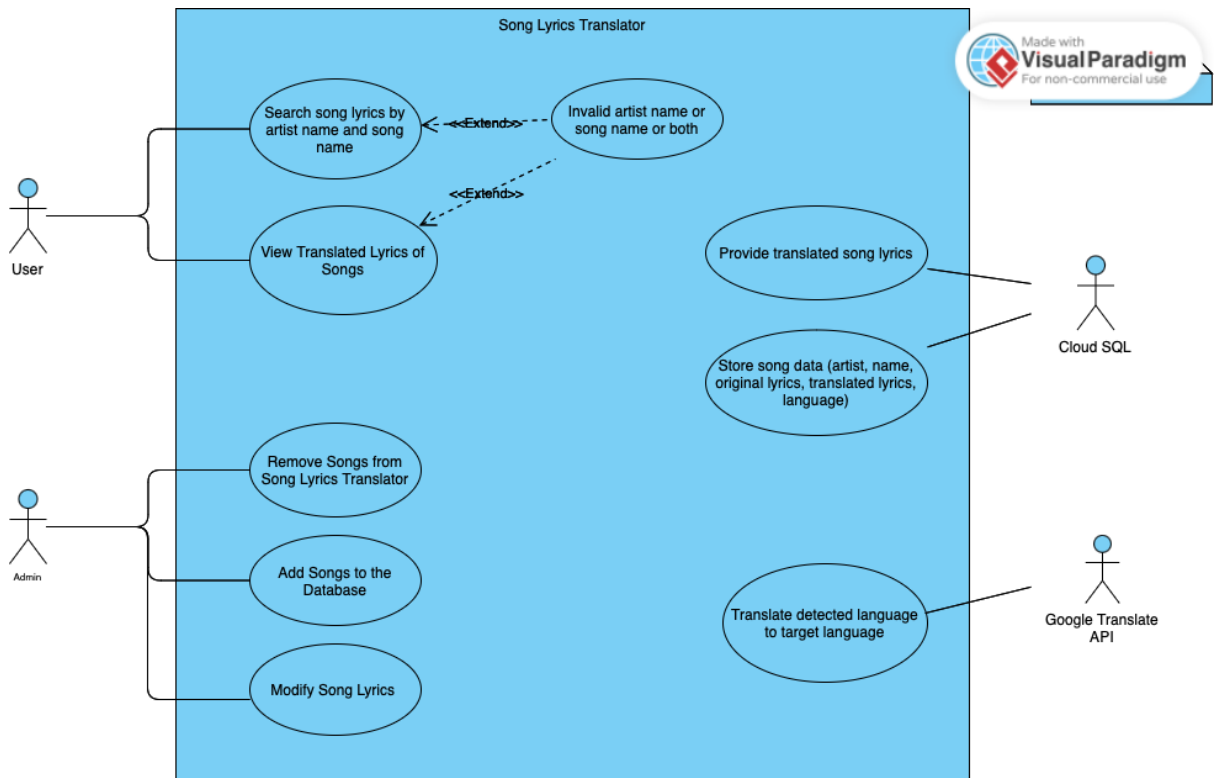 Song Lyrics Translator
Made with
Visual Paradigm
For non-commercial use
Search song lyrics by
artist name and song
name
<<Extend>>
Invalid artist name or
song name or both
<<Extend>>
User
View Translated Lyrics of
Songs
Provide translated song lyrics
Cloud SQL
Store song data (artist, name,
original lyrics, translated lyrics,
language)
Remove Songs from
Song Lyrics Translator
Admin
Add Songs to the
Database
Translate detected language
to target language
Google Translate
API
Modify Song Lyrics